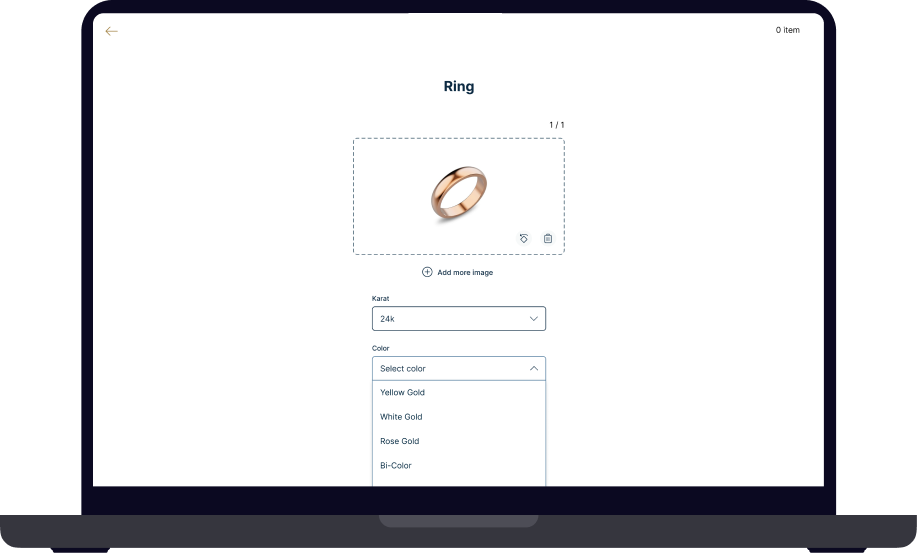 0 item
Ring
1 / 1
Add more image
Karat
24k
Color
Select color
Yellow Gold
White Gold
Rose Gold
Bi-Color